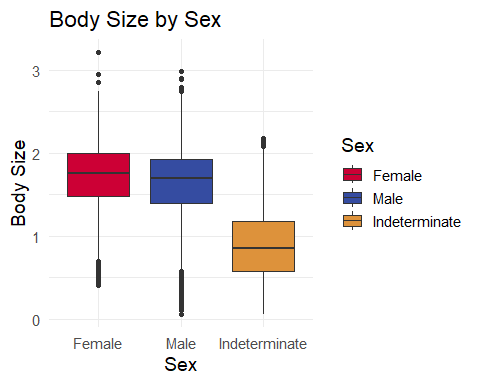 Body Size by Sex
Body Size
3
2
1
0
Female Male Indeterminate
Sex
Sex
Female
Male
Indeterminate